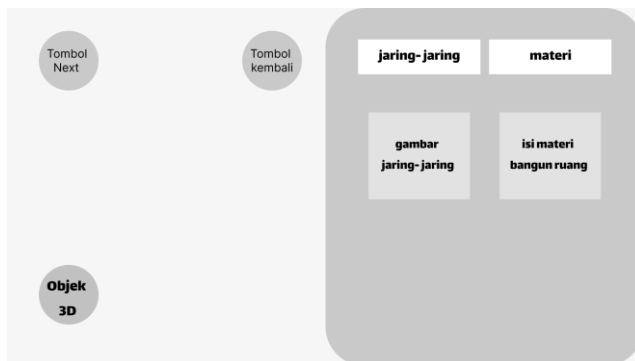 Tombol
Next
Tombol
kembali
jaring-jaring
materi
gambar
jaring-jaring
isi materi
bangun ruang
Objek
3D